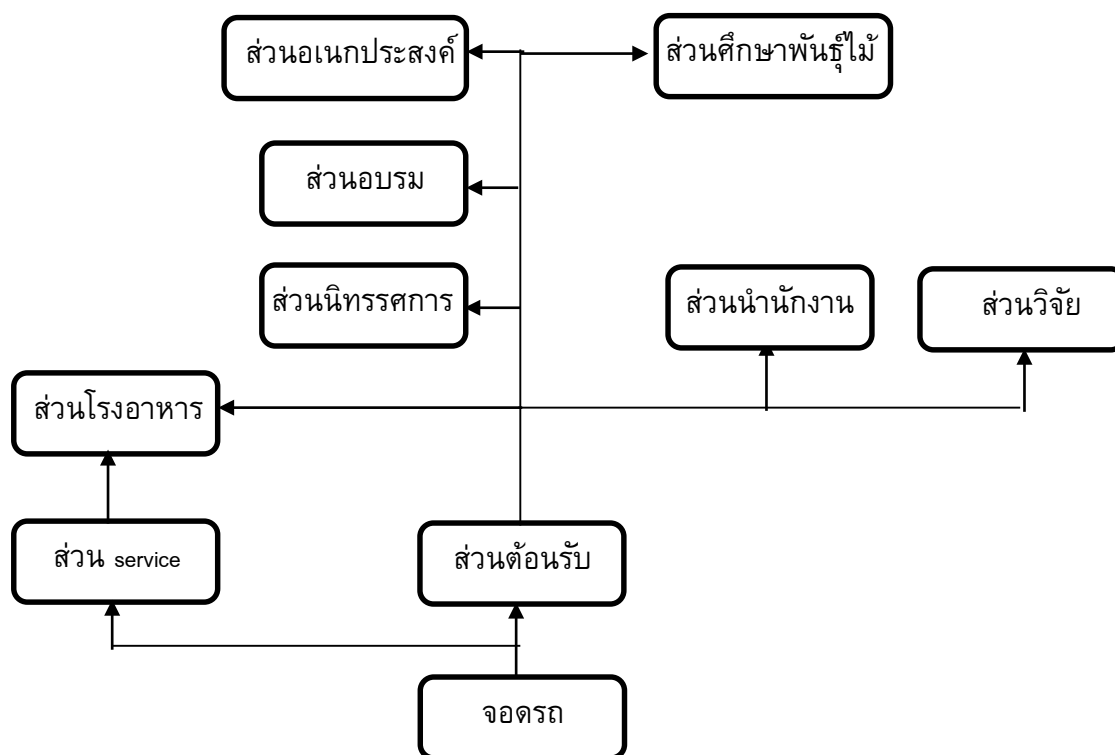 ส่วนอเนกประสงค์
ส่วนศึกษาพันธุ์ไม้
ส่วนอบรม
ส่วนนิทรรศการ
ส่วนนำนักงาน
ส่วนวิจัย
ส่วนโรงอาหาร
ส่วน service
ส่วนต้อนรับ
จอดรถ